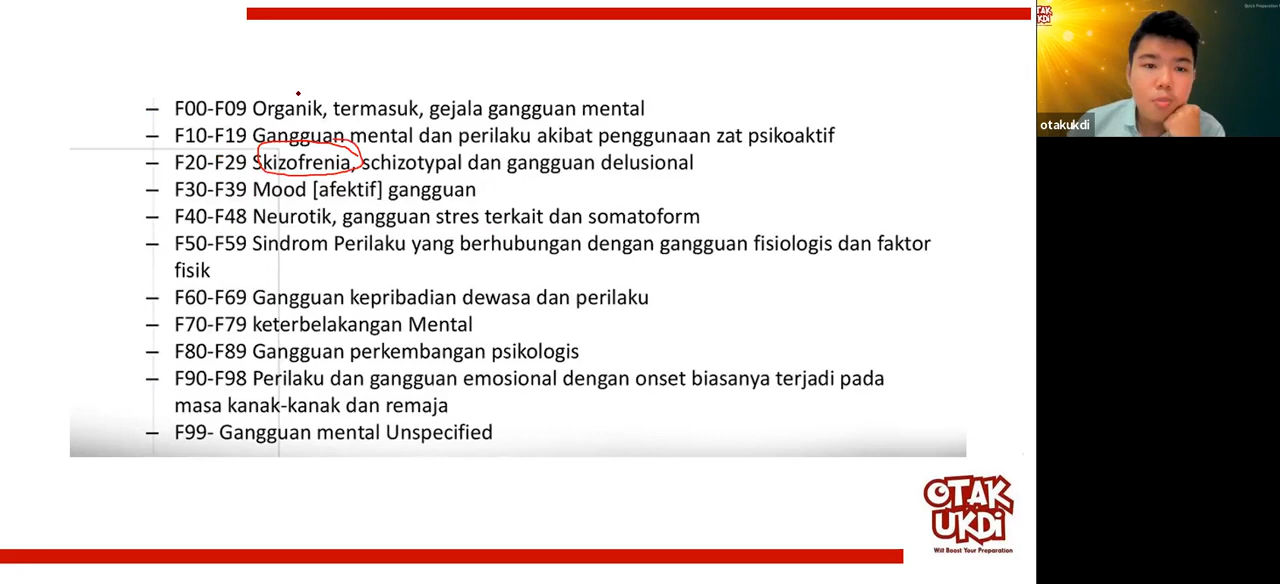 – F00-F09 Organik, termasuk, gejala gangguan mental
– F10-F19 Gangguan mental dan perilaku akibat penggunaan zat psikoaktif
– F20-F29 Skizofrenia, schizotypal dan gangguan delusional
– F30-F39 Mood [afektif] gangguan
– F40-F48 Neurotik, gangguan stres terkait dan somatoform
– F50-F59 Sindrom Perilaku yang berhubungan dengan gangguan fisiologis dan faktor
fisik
– F60-F69 Gangguan kepribadian dewasa dan perilaku
– F70-F79 keterbelakangan Mental
– F80-F89 Gangguan perkembangan psikologis
– F90-F98 Perilaku dan gangguan emosional dengan onset biasanya terjadi pada
masa kanak-kanak dan remaja
– F99- Gangguan mental Unspecified
OTAK
UKDi
Will Boost Your Preparation
otakukdi